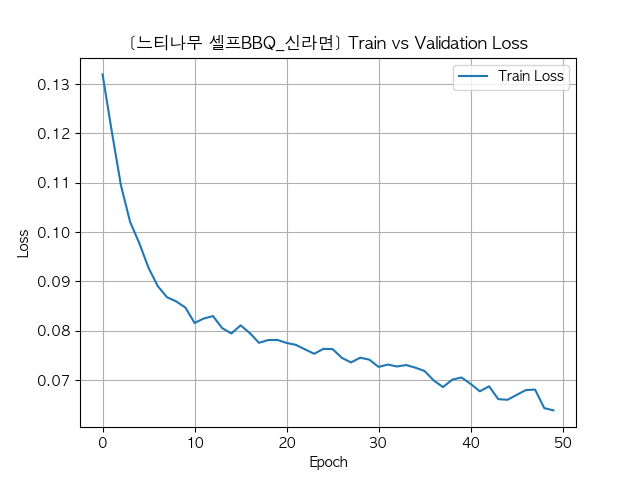 [느티나무 셀프BBQ_신라면] Train vs Validation Loss
Train Loss
0.13
0.12
0.11
0.10
0.09
0.08
0.07
Loss
0 10 20 30 40 50
Epoch